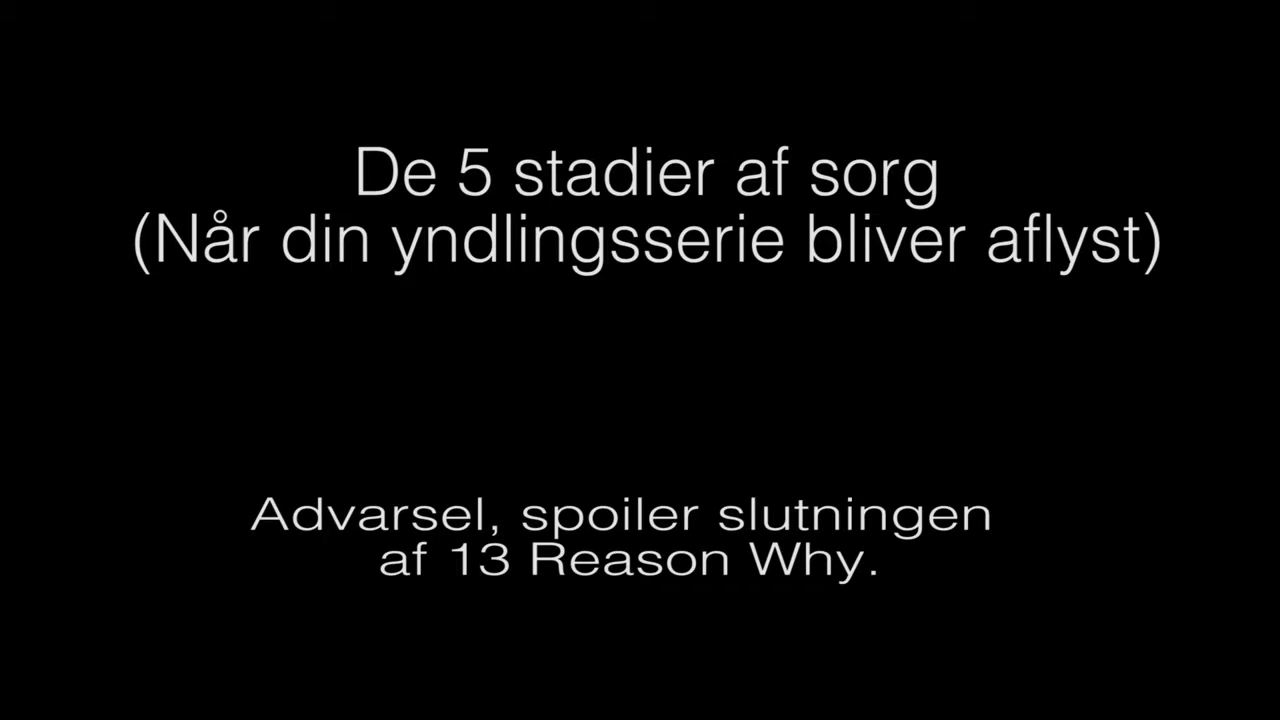 De 5 stadier af sorg
(Når din yndlingsserie bliver aflyst)
Advarsel, spoiler slutningen
af 13 Reason Why.